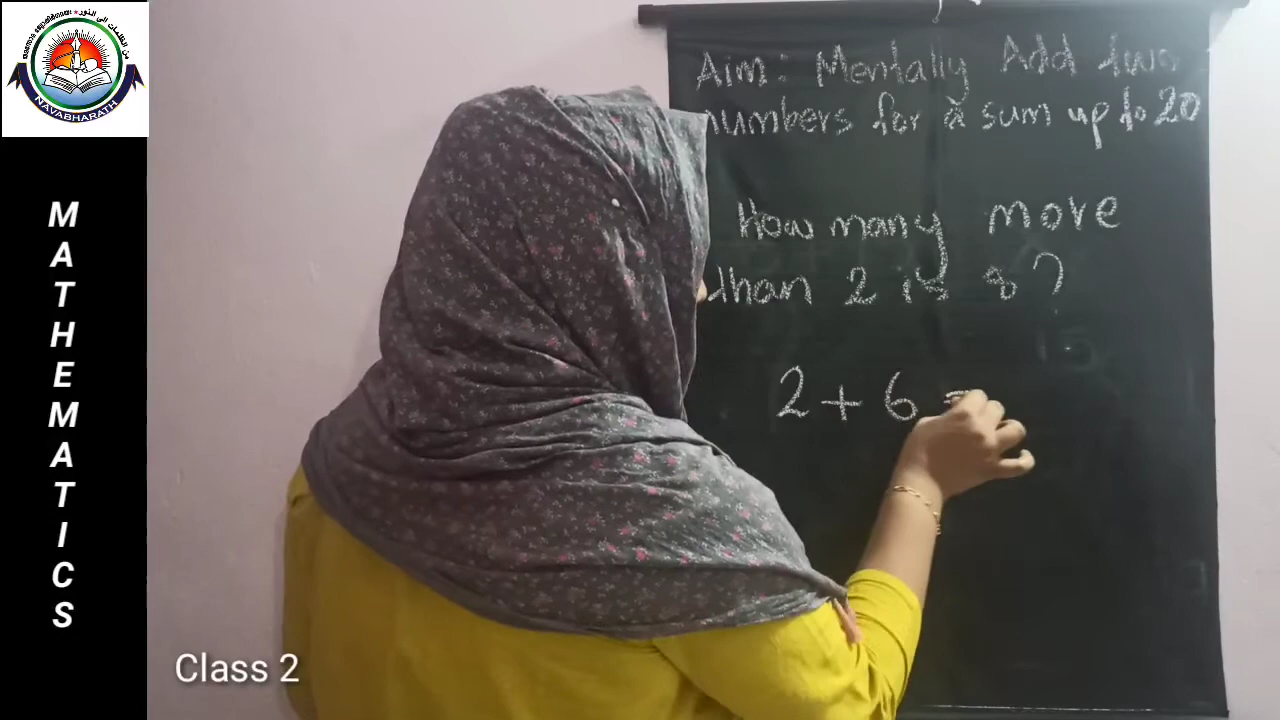 NAVABHARATH
MATHEMATICS
Class 2
Aim: Mentally Add two
numbers for a sum up to 20
How many more
than 2 is 8?
2 + 6 =